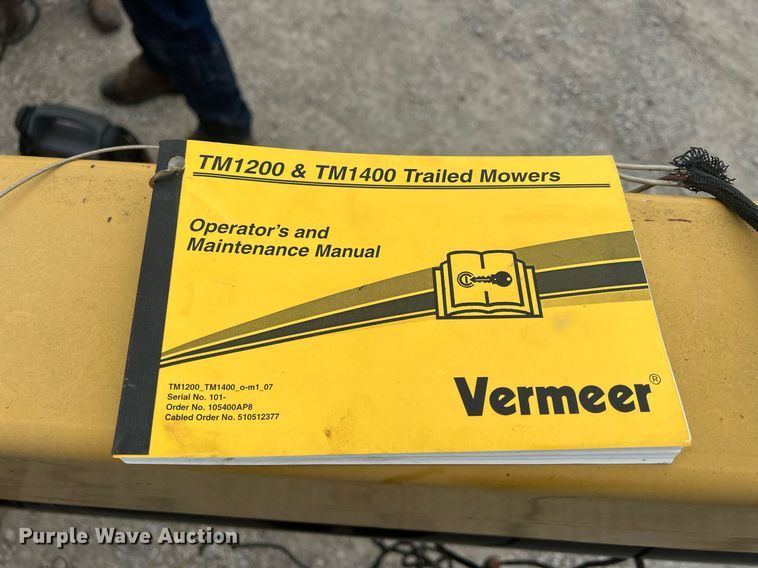 TM1200 & TM1400 Trailed Mowers
Operator's and
Maintenance Manual
TM1200_TM1400_o-m1_07
Serial No. 101-
Order No. 105400AP8
Cabled Order No. 510512377
Vermeer®
Purple Wave Auction